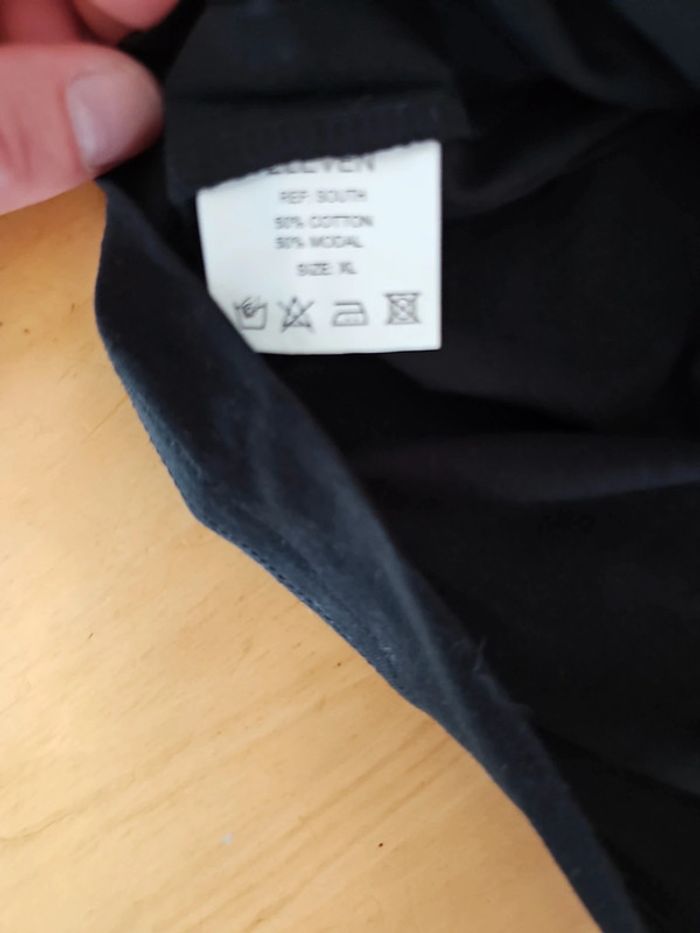 ELEVEN
REF: SOUTH
50% COTTON
50% MODAL
SIZE: XL